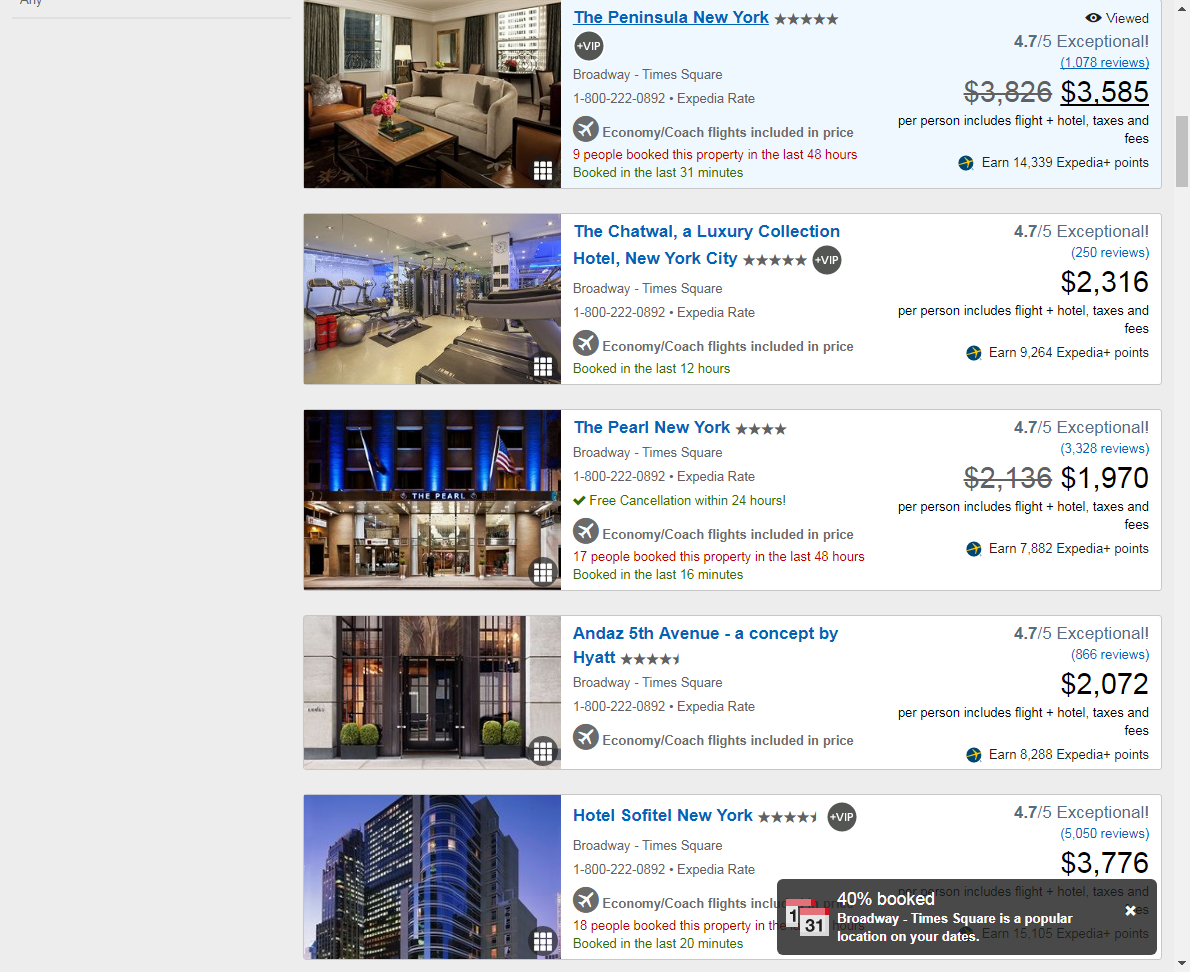 Any
The Peninsula New York
+VIP
Broadway - Times Square
1-800-222-0892 • Expedia Rate
Economy/Coach flights included in price
9 people booked this property in the last 48 hours
Booked in the last 31 minutes
Viewed
4.7/5 Exceptional!
(1,078 reviews)
$3,826 $3,585
per person includes flight + hotel, taxes and
fees
Earn 14,339 Expedia+ points
The Chatwal, a Luxury Collection
Hotel, New York City +VIP
Broadway - Times Square
1-800-222-0892 • Expedia Rate
Economy/Coach flights included in price
Booked in the last 12 hours
4.7/5 Exceptional!
(250 reviews)
$2,316
per person includes flight + hotel, taxes and
fees
Earn 9,264 Expedia+ points
THE PEARL
The Pearl New York
Broadway - Times Square
1-800-222-0892 • Expedia Rate
Free Cancellation within 24 hours!
Economy/Coach flights included in price
17 people booked this property in the last 48 hours
Booked in the last 16 minutes
4.7/5 Exceptional!
(3,328 reviews)
$2,136 $1,970
per person includes flight + hotel, taxes and
fees
Earn 7,882 Expedia+ points
Andaz 5th Avenue - a concept by
Hyatt
Broadway - Times Square
1-800-222-0892 • Expedia Rate
Economy/Coach flights included in price
4.7/5 Exceptional!
(866 reviews)
$2,072
per person includes flight + hotel, taxes and
fees
Earn 8,288 Expedia+ points
Hotel Sofitel New York +VIP
Broadway - Times Square
1-800-222-0892 • Expedia Rate
Economy/Coach flights included in price
18 people booked this property in the last 48 hours
Booked in the last 20 minutes
4.7/5 Exceptional!
(5,050 reviews)
$3,776
per person includes flight + hotel, taxes and
fees
Earn 15,105 Expedia+ points
1
31
40% booked
Broadway - Times Square is a popular
location on your dates.